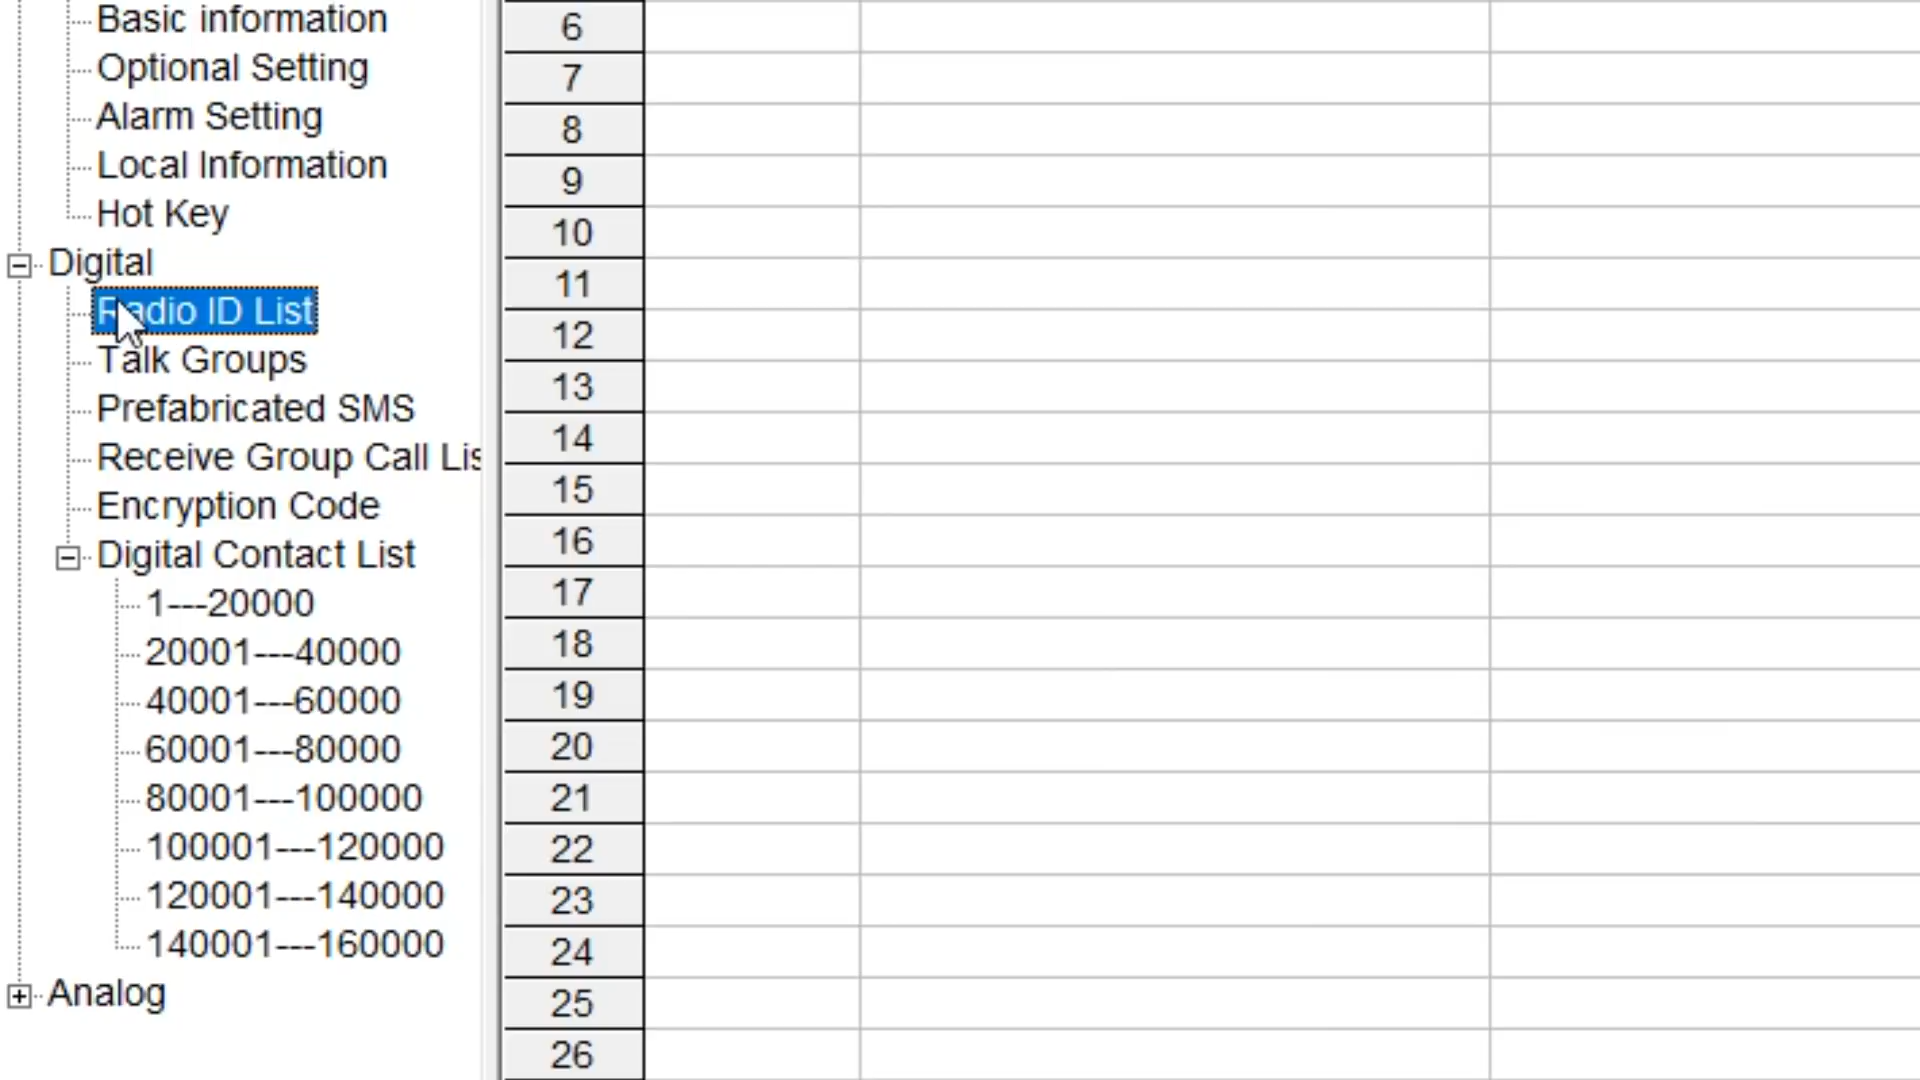 Basic information
Optional Setting
Alarm Setting
Local Information
Hot Key
Digital
Radio ID List
Talk Groups
Prefabricated SMS
Receive Group Call Lis
Encryption Code
Digital Contact List
1---20000
20001---40000
40001---60000
60001---80000
80001---100000
100001---120000
120001---140000
140001---160000
Analog
6
7
8
9
10
11
12
13
14
15
16
17
18
19
20
21
22
23
24
25
26